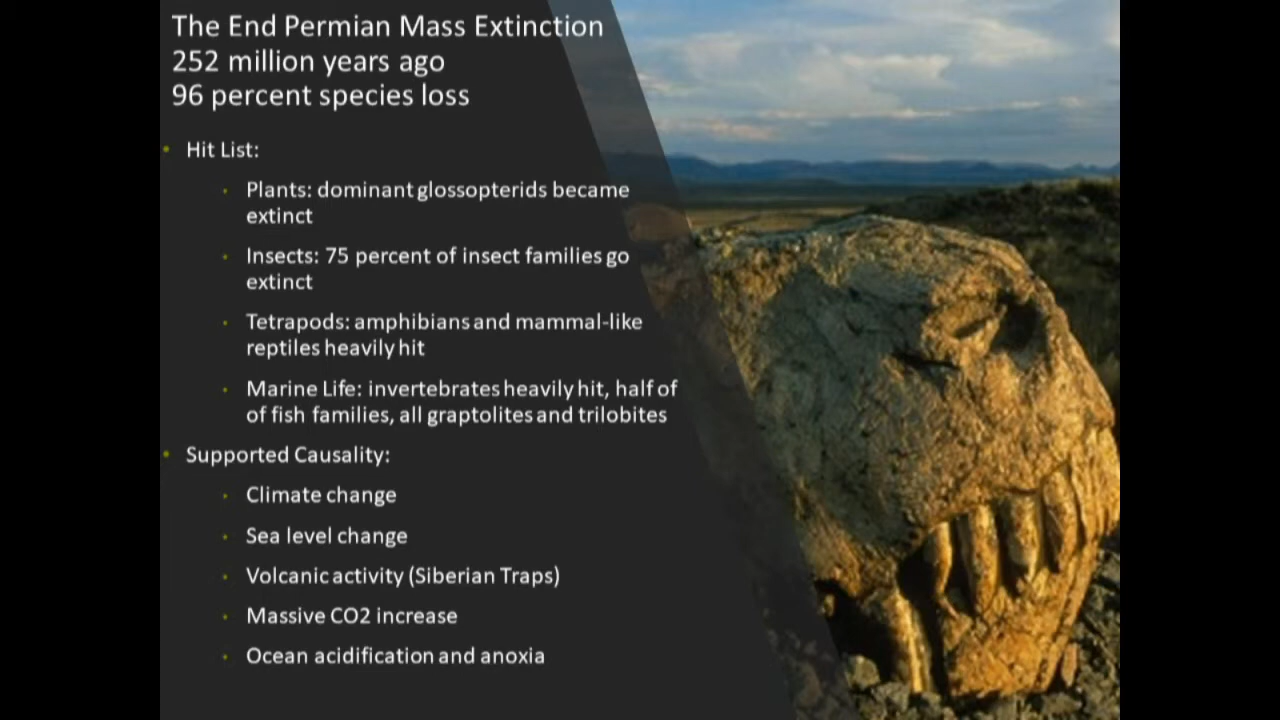 The End Permian Mass Extinction
252 million years ago
96 percent species loss
Hit List:
Plants: dominant glossopterids became
extinct
Insects: 75 percent of insect families go
extinct
Tetrapods: amphibians and mammal-like
reptiles heavily hit
Marine Life: invertebrates heavily hit, half of
of fish families, all graptolites and trilobites
Supported Causality:
Climate change
Sea level change
Volcanic activity (Siberian Traps)
Massive CO2 increase
Ocean acidification and anoxia